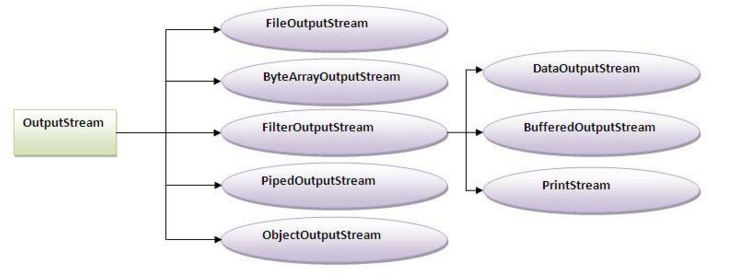 OutputStream
FileOutputStream
ByteArrayOutputStream
FilterOutputStream
PipedOutputStream
ObjectOutputStream
DataOutputStream
BufferedOutputStream
PrintStream